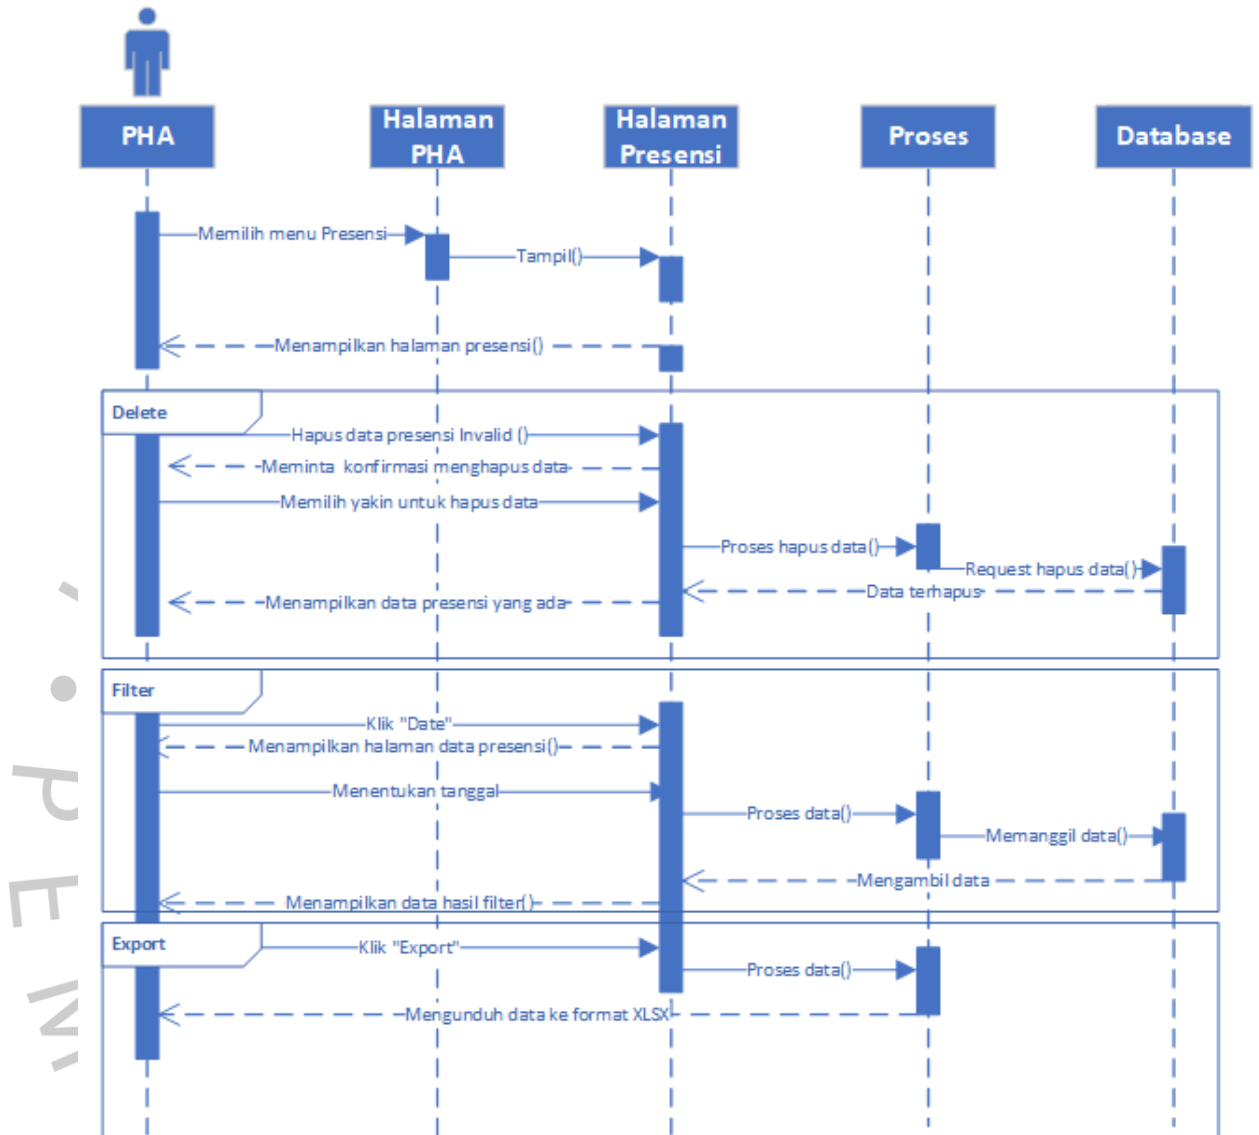 PHA
Halaman
PHA
Halaman
Presensi
Proses
Database
Memilih menu Presensi
Tampil()
Menampilkan halaman presensi()
Delete
Hapus data presensi Invalid ()
Meminta konfirmasi menghapus data
Memilih yakin untuk hapus data
Proses hapus data()
Request hapus data()
Data terhapus
Menampilkan data presensi yang ada
Filter
Klik "Date"
Menampilkan halaman data presensi()
Menentukan tanggal
Proses data()
Memanggil data()
Mengambil data
Menampilkan data hasil filter()
Export
Klik "Export"
Proses data()
Mengunduh data ke format XLSX